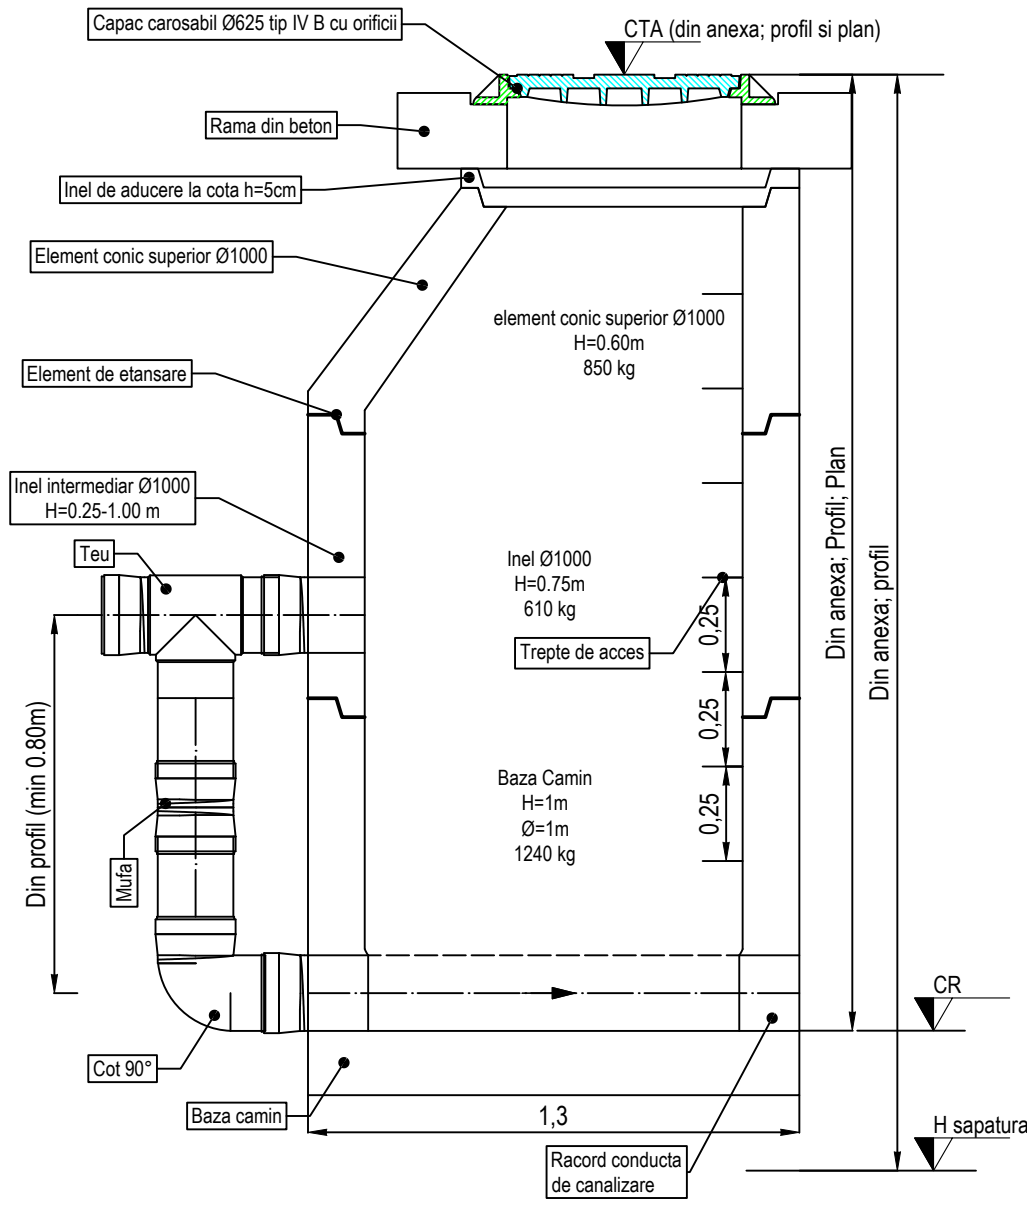 Capac carosabil Ø625 tip IV B cu orificii
CTA (din anexa; profil si plan)
Rama din beton
Inel de aducere la cota h=5cm
Element conic superior Ø1000
element conic superior Ø1000
H=0.60m
850 kg
Element de etansare
Inel intermediar Ø1000
H=0.25-1.00 m
Teu
Inel Ø1000
H=0.75m
610 kg
Trepte de acces
0,25
0,25
0,25
Din anexa; Profil; Plan
Din anexa; profil
Din profil (min 0.80m)
Mufa
Baza Camin
H=1m
Ø=1m
1240 kg
CR
Cot 90°
Baza camin
1,3
H sapatura
Racord conducta
de canalizare